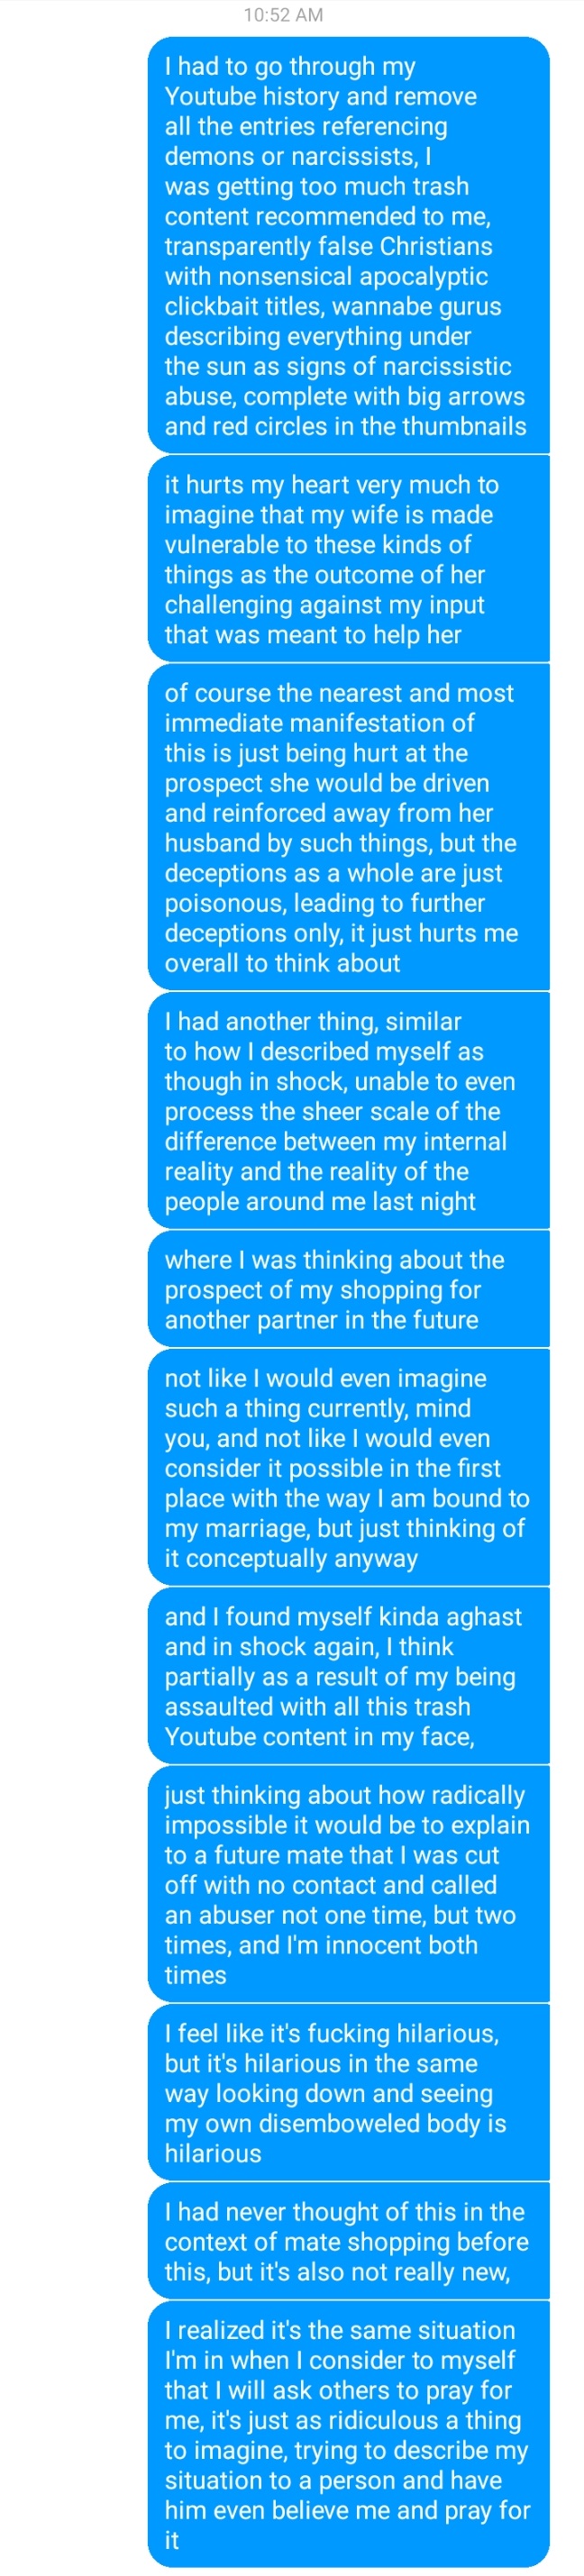 10:52 AM
I had to go through my
Youtube history and remove
all the entries referencing
demons or narcissists, I
was getting too much trash
content recommended to me,
transparently false Christians
with nonsensical apocalyptic
clickbait titles, wannabe gurus
describing everything under
the sun as signs of narcissistic
abuse, complete with big arrows
and red circles in the thumbnails
it hurts my heart very much to
imagine that my wife is made
vulnerable to these kinds of
things as the outcome of her
challenging against my input
that was meant to help her
of course the nearest and most
immediate manifestation of
this is just being hurt at the
prospect she would be driven
and reinforced away from her
husband by such things, but the
deceptions as a whole are just
poisonous, leading to further
deceptions only, it just hurts me
overall to think about
I had another thing, similar
to how I described myself as
though in shock, unable to even
process the sheer scale of the
difference between my internal
reality and the reality of the
people around me last night
where I was thinking about the
prospect of my shopping for
another partner in the future
not like I would even imagine
such a thing currently, mind
you, and not like I would even
consider it possible in the first
place with the way I am bound to
my marriage, but just thinking of
it conceptually anyway
and I found myself kinda aghast
and in shock again, I think
partially as a result of my being
assaulted with all this trash
Youtube content in my face,
just thinking about how radically
impossible it would be to explain
to a future mate that I was cut
off with no contact and called
an abuser not one time, but two
times, and I'm innocent both
times
I feel like it's fucking hilarious,
but it's hilarious in the same
way looking down and seeing
my own disemboweled body is
hilarious
I had never thought of this in the
context of mate shopping before
this, but it's also not really new,
I realized it's the same situation
I'm in when I consider to myself
that I will ask others to pray for
me, it's just as ridiculous a thing
to imagine, trying to describe my
situation to a person and have
him even believe me and pray for
it